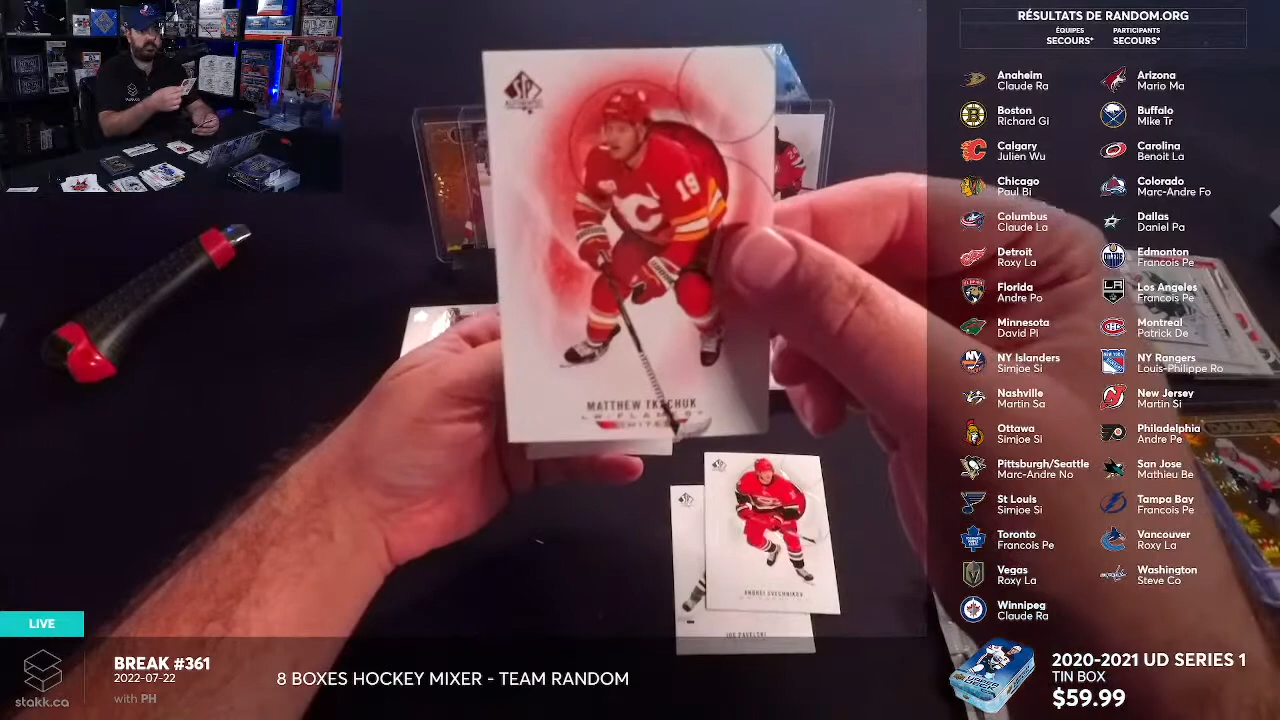 RÉSULTATS DE RANDOM.ORG
ÉQUIPES
SECOURS*
PARTICIPANTS
SECOURS*
Anaheim
Claude Ra
Arizona
Mario Ma
Boston
Richard Gi
Buffalo
Mike Tr
Calgary
Julien Wu
Carolina
Benoit La
Chicago
Paul Bi
Colorado
Marc-Andre Fo
Columbus
Claude La
Dallas
Daniel Pa
Detroit
Roxy La
Edmonton
Francois Pe
Florida
Andre Po
Los Angeles
Francois Pe
Minnesota
David Pl
Montreal
Patrick De
NY Islanders
Simjoe Si
NY Rangers
Louis-Philippe Ro
Nashville
Martin Sa
New Jersey
Martin Si
Ottawa
Simjoe Si
Philadelphia
Andre Pe
Pittsburgh/Seattle
Marc-Andre No
San Jose
Mathieu Be
St Louis
Simjoe Si
Tampa Bay
Francois Pe
Toronto
Francois Pe
Vancouver
Roxy La
Vegas
Roxy La
Washington
Steve Co
Winnipeg
Claude Ra
SP
AUTHENTIC
19
MATTHEW TKACHUK
ANDREI SVECHNIKOV
JOE PAVELSKI
LIVE
stakk.ca
BREAK #361
2022-07-22
with PH
8 BOXES HOCKEY MIXER - TEAM RANDOM
2020-2021 UD SERIES 1
TIN BOX
$59.99